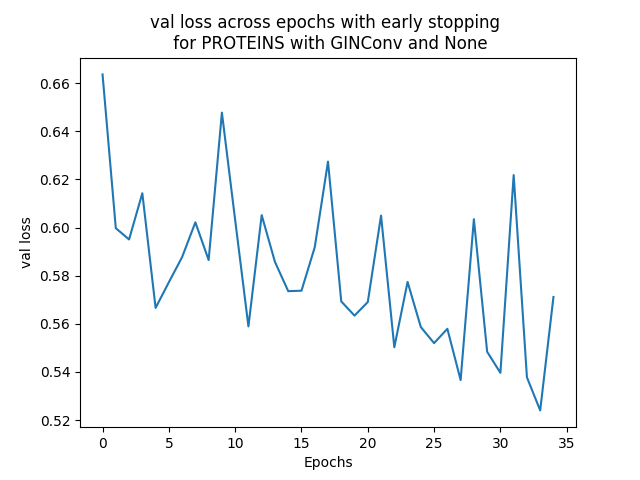 val loss across epochs with early stopping
for PROTEINS with GINConv and None
0.66
0.64
0.62
0.60
0.58
0.56
0.54
0.52
val loss
0 5 10 15 20 25 30 35
Epochs